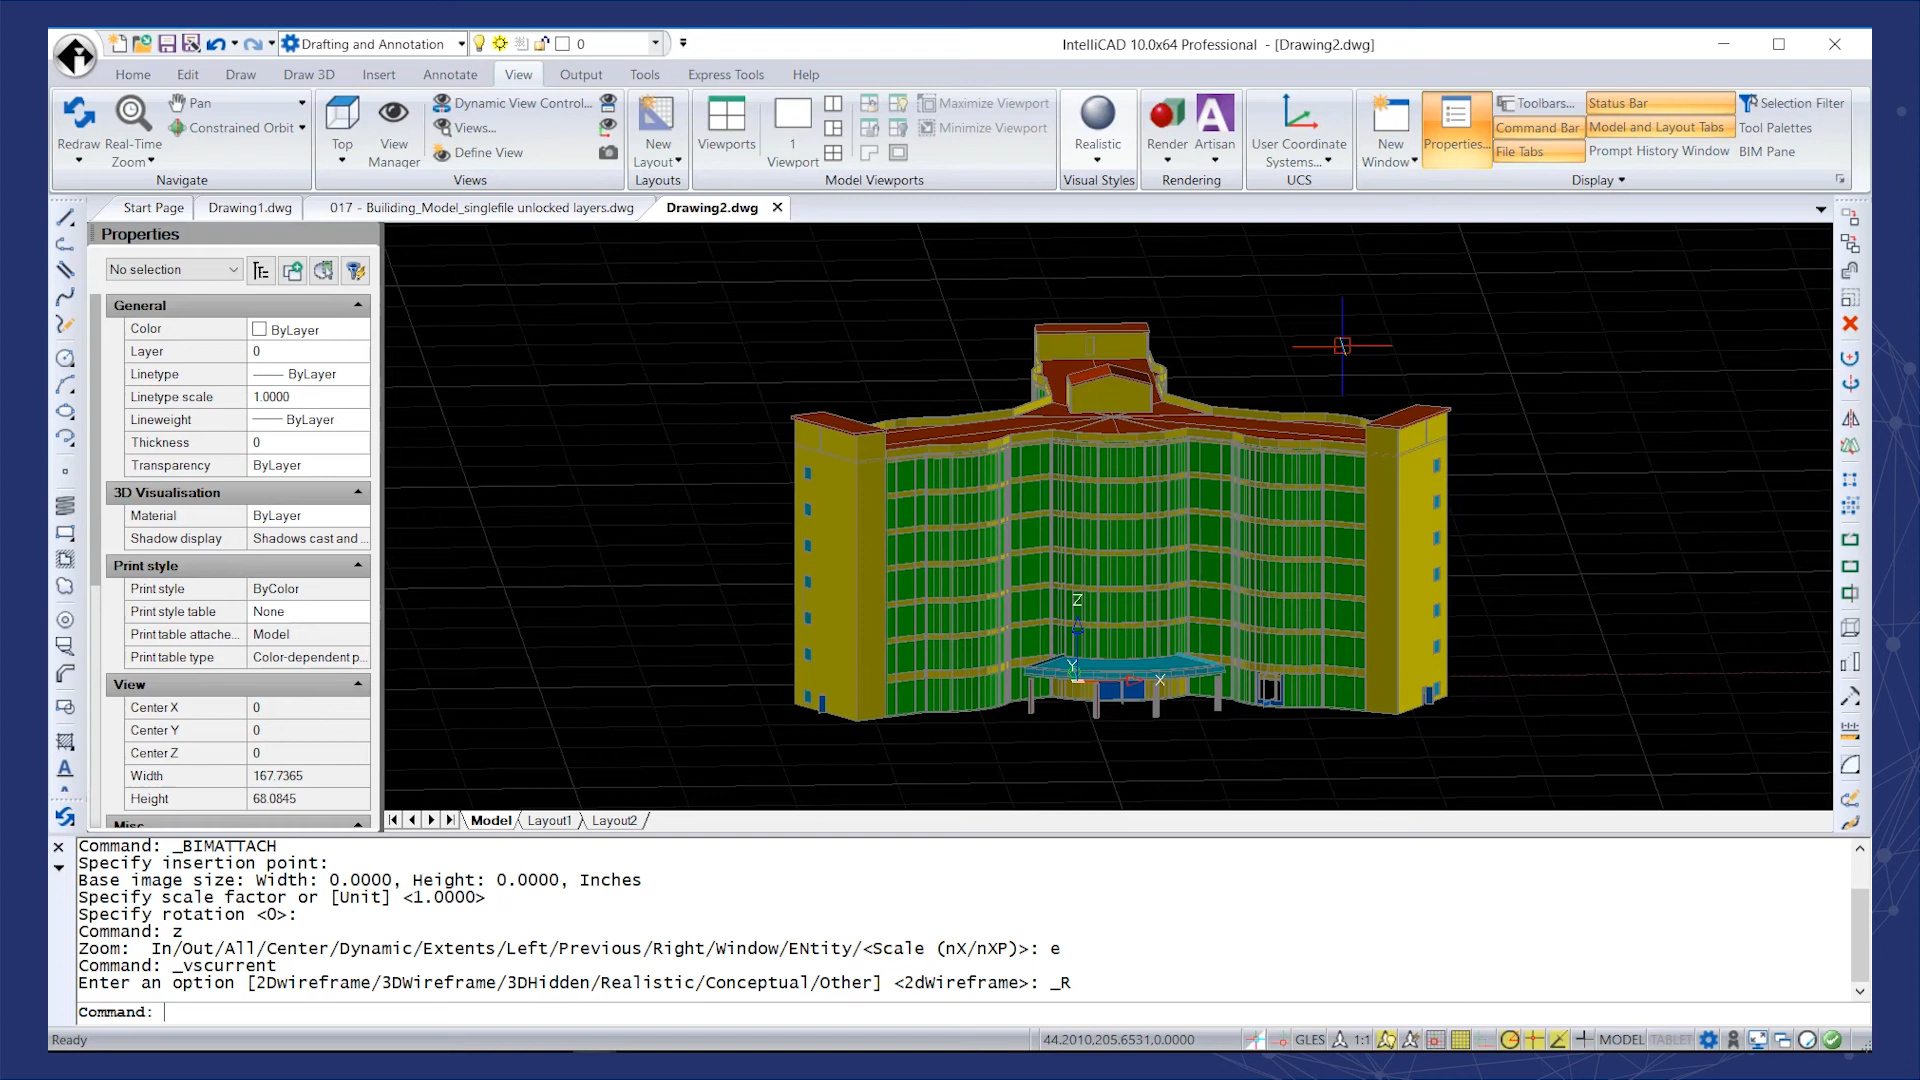 Drafting and Annotation
0
IntelliCAD 10.0x64 Professional - [Drawing2.dwg]
Home Edit Draw Draw 3D Insert Annotate View Output Tools Express Tools Help
Redraw
Real-Time Zoom
Pan
Constrained Orbit
Navigate
Top
View Manager
Dynamic View Control...
Views...
Define View
Views
New Layout
Layouts
Viewports
1 Viewport
Maximize Viewport
Minimize Viewport
Model Viewports
Realistic
Visual Styles
Render
Artisan
Rendering
User Coordinate Systems...
UCS
New Window
Properties...
Toolbars...
Command Bar
File Tabs
Status Bar
Model and Layout Tabs
Prompt History Window
Selection Filter
Tool Palettes
BIM Pane
Display
Start Page
Drawing1.dwg
017 - Builiding_Model_singlefile unlocked layers.dwg
Drawing2.dwg
Properties
No selection
General
Color ByLayer
Layer 0
Linetype ByLayer
Linetype scale 1.0000
Lineweight ByLayer
Thickness 0
Transparency ByLayer
3D Visualisation
Material ByLayer
Shadow display Shadows cast and ...
Print style
Print style ByColor
Print style table None
Print table attache... Model
Print table type Color-dependent p...
View
Center X 0
Center Y 0
Center Z 0
Width 167.7365
Height 68.0845
Misc
Z
Y
X
Model Layout1 Layout2
Command: _BIMATTACH
Specify insertion point:
Base image size: Width: 0.0000, Height: 0.0000, Inches
Specify scale factor or [Unit] <1.0000>
Specify rotation <0>:
Command: z
Zoom:  In/Out/All/Center/Dynamic/Extents/Left/Previous/Right/Window/ENtity/<Scale (nX/nXP)>: e
Command: _vscurrent
Enter an option [2Dwireframe/3DWireframe/3DHidden/Realistic/Conceptual/Other] <2dWireframe>: _R
Command:
Ready
44.2010,205.6531,0.0000
GLES
1:1
MODEL
TABLET